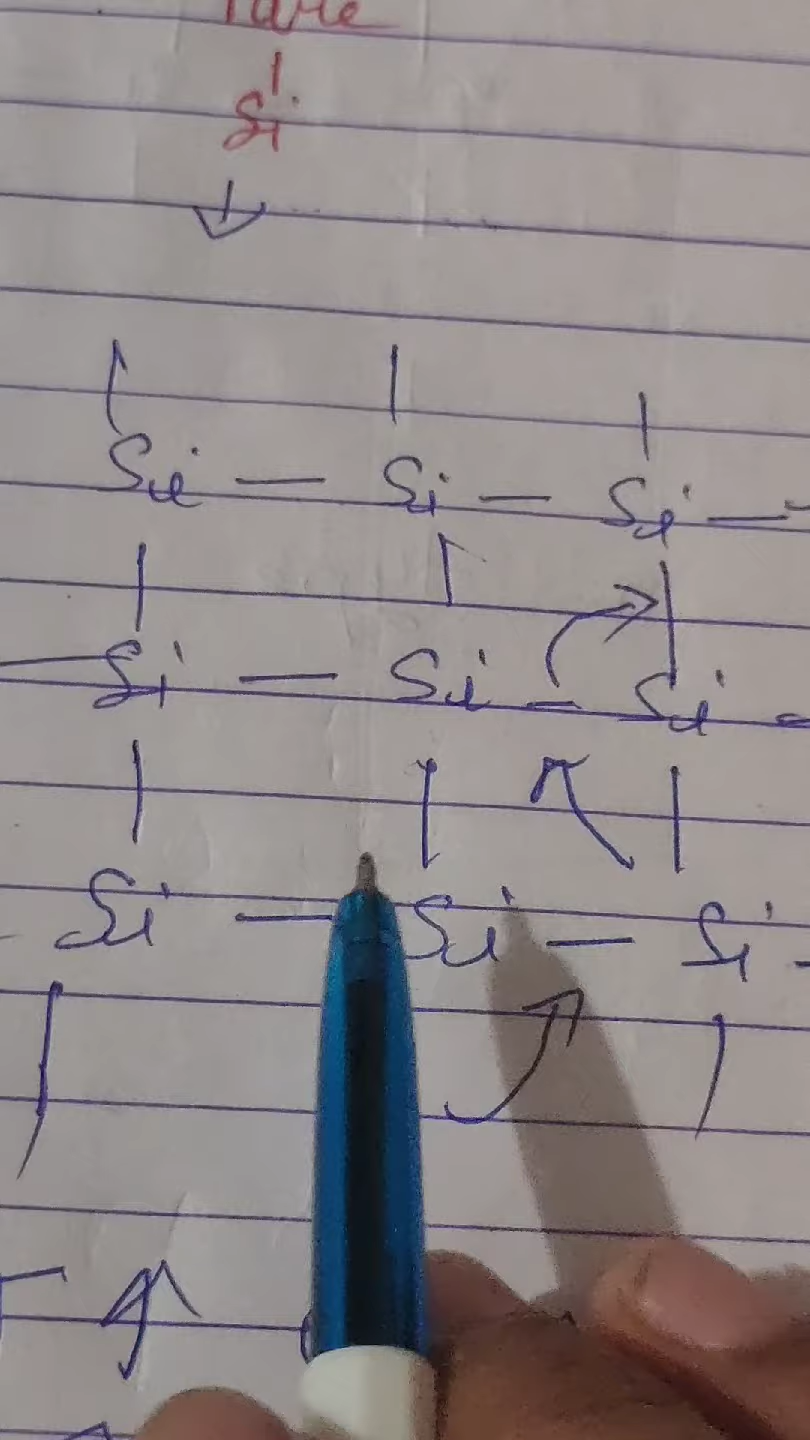 Si
Si — Si — Si —
— Si — Si — Si —
- Si — Si — Si -